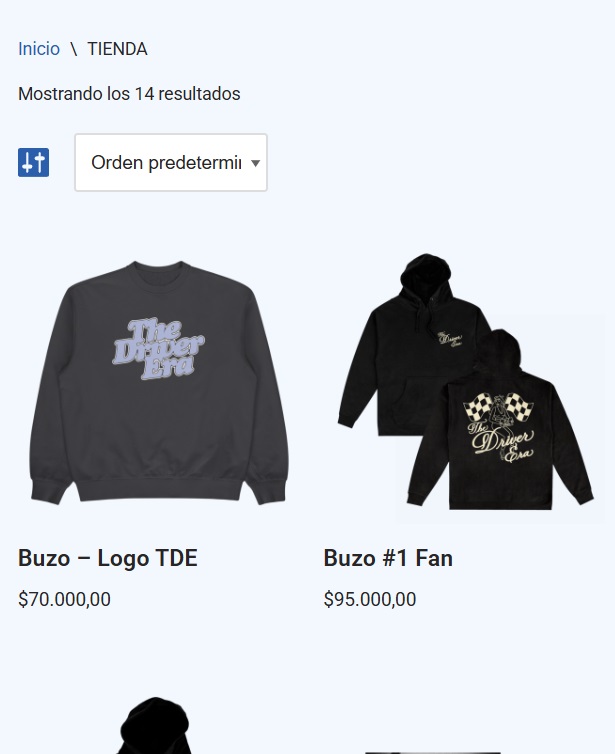 Inicio \ TIENDA
Mostrando los 14 resultados
Orden predetermi
The
Driver
Era
The
Driver
Era
The
Driver
Era
Buzo – Logo TDE
Buzo #1 Fan
$70.000,00
$95.000,00